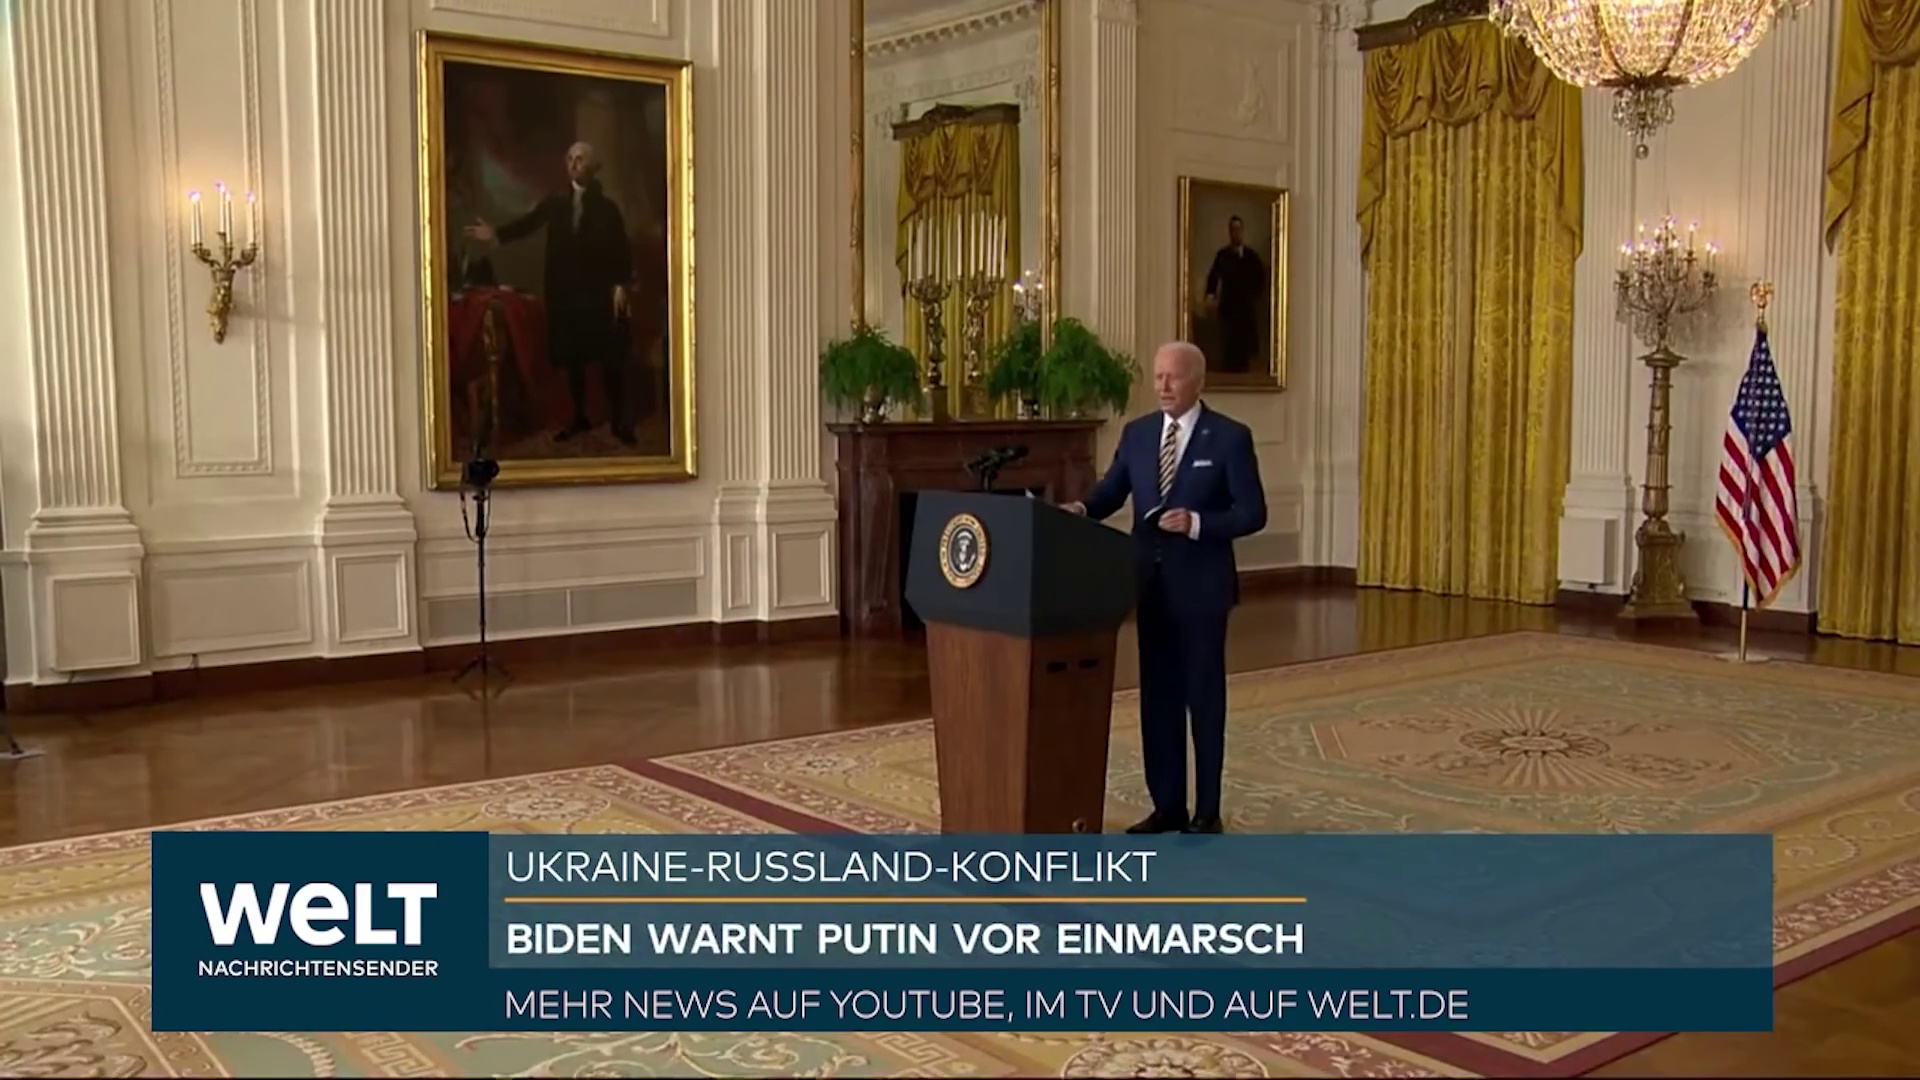 UKRAINE-RUSSLAND-KONFLIKT
BIDEN WARNT PUTIN VOR EINMARSCH
WELT
NACHRICHTENSENDER
MEHR NEWS AUF YOUTUBE, IM TV UND AUF WELT.DE